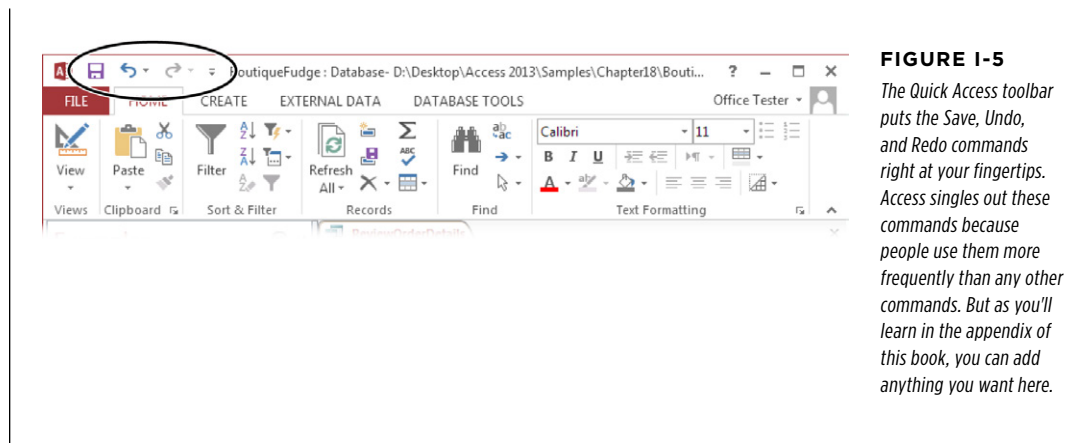 BoutiqueFudge : Database- D:\Desktop\Access 2013\Samples\Chapter18\Bouti... ?
FILE HOME CREATE EXTERNAL DATA DATABASE TOOLS Office Tester
View
Paste
Filter
Refresh All
Find
Calibri 11
B I U
Views Clipboard Sort & Filter Records Find Text Formatting
ReviewOrderDetails
FIGURE I-5
The Quick Access toolbar
puts the Save, Undo,
and Redo commands
right at your fingertips.
Access singles out these
commands because
people use them more
frequently than any other
commands. But as you'll
learn in the appendix of
this book, you can add
anything you want here.